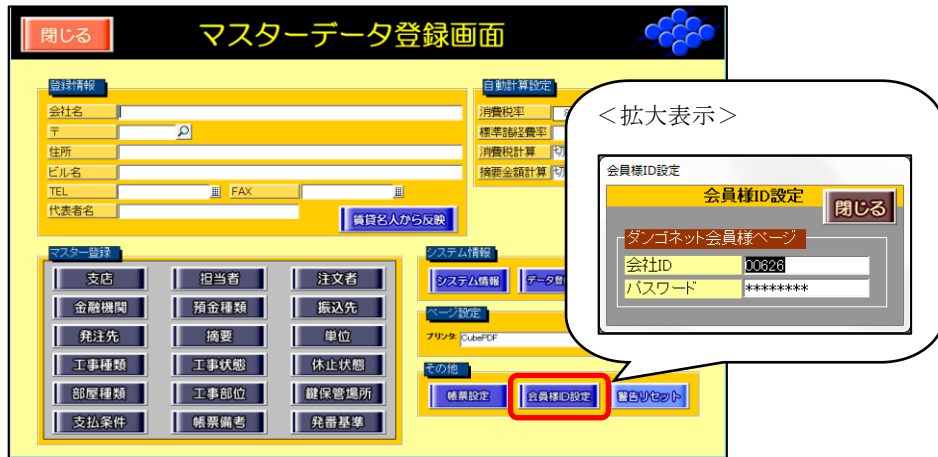 閉じる
マスターデータ登録画面
登録情報
会社名
〒
住所
ビル名
TEL
FAX
代表者名
賃貸名人から反映
自動計算設定
消費税率
標準諸経費率
消費税計算 切
摘要金額計算 切
マスター登録
支店 担当者 注文者
金融機関 預金種類 振込先
発注先 摘要 単位
工事種類 工事状態 休止状態
部屋種類 工事部位 鍵保管場所
支払条件 帳票備考 発番基準
システム情報
システム情報
ページ設定
プリンタ: CubePDF
その他
帳票設定 会員様ID設定 警告リセット
＜拡大表示＞
会員様ID設定
会員様ID設定
閉じる
ダンゴネット会員様ページ
会社ID 00626
パスワード ********